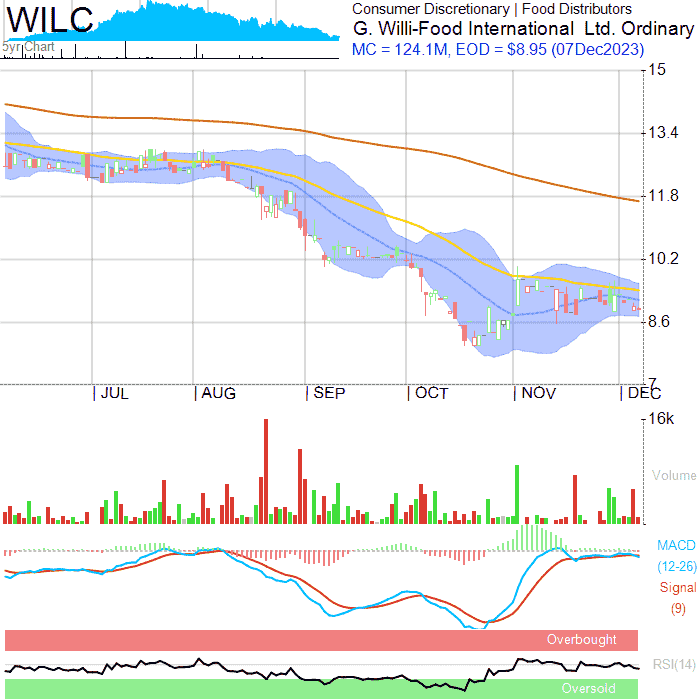 WILC
5yr Chart
Consumer Discretionary | Food Distributors
G. Willi-Food International Ltd. Ordinary
MC = 124.1M, EOD = $8.95 (07Dec2023)
15
13.4
11.8
10.2
8.6
7
JUL AUG SEP OCT NOV DEC
16k
Volume
MACD
(12-26)
Signal
(9)
Overbought
RSI(14)
Oversold